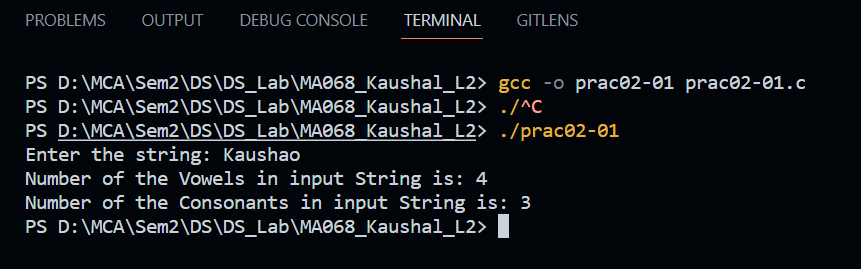 PROBLEMS OUTPUT DEBUG CONSOLE TERMINAL GITLENS
PS D:\MCA\Sem2\DS\DS_Lab\MA068_Kaushal_L2> gcc -o prac02-01 prac02-01.c
PS D:\MCA\Sem2\DS\DS_Lab\MA068_Kaushal_L2> ./^C
PS D:\MCA\Sem2\DS\DS_Lab\MA068_Kaushal_L2> ./prac02-01
Enter the string: Kaushao
Number of the Vowels in input String is: 4
Number of the Consonants in input String is: 3
PS D:\MCA\Sem2\DS\DS_Lab\MA068_Kaushal_L2>